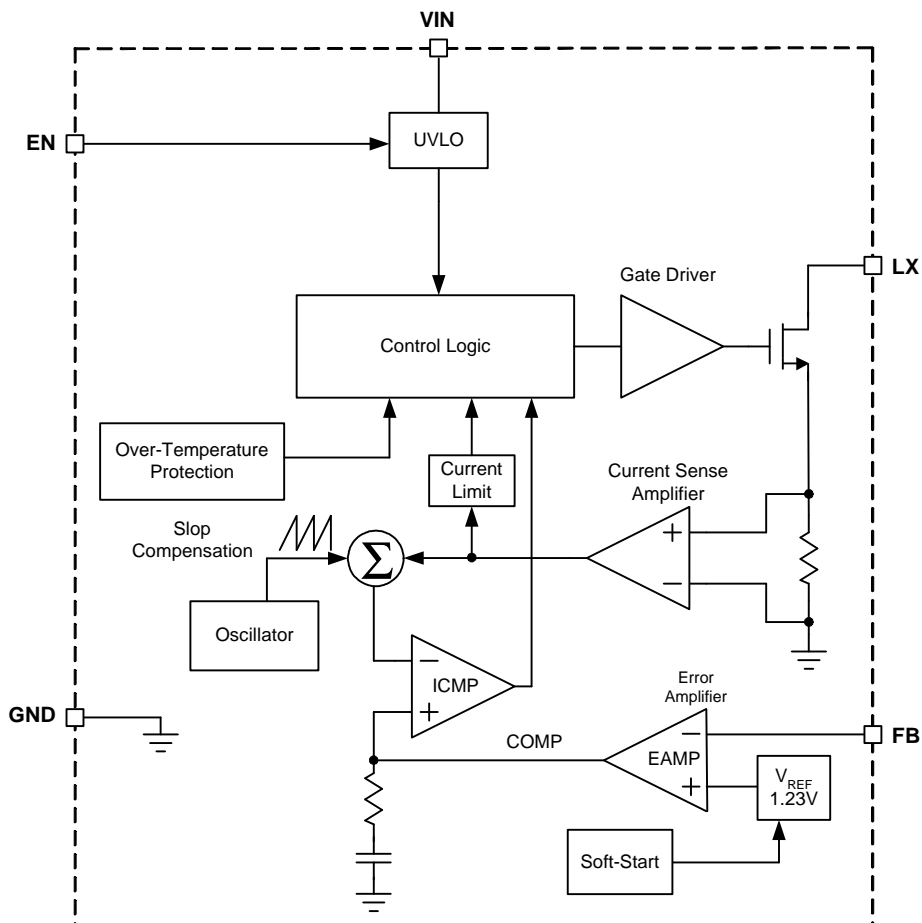 VIN
EN
UVLO
LX
Gate Driver
Control Logic
Over-Temperature
Protection
Current
Limit
Current Sense
Amplifier
+
−
Slop
Compensation
Σ
Oscillator
−
ICMP
+
GND
Error
Amplifier
COMP
−
EAMP
+
FB
VREF
1.23V
Soft-Start